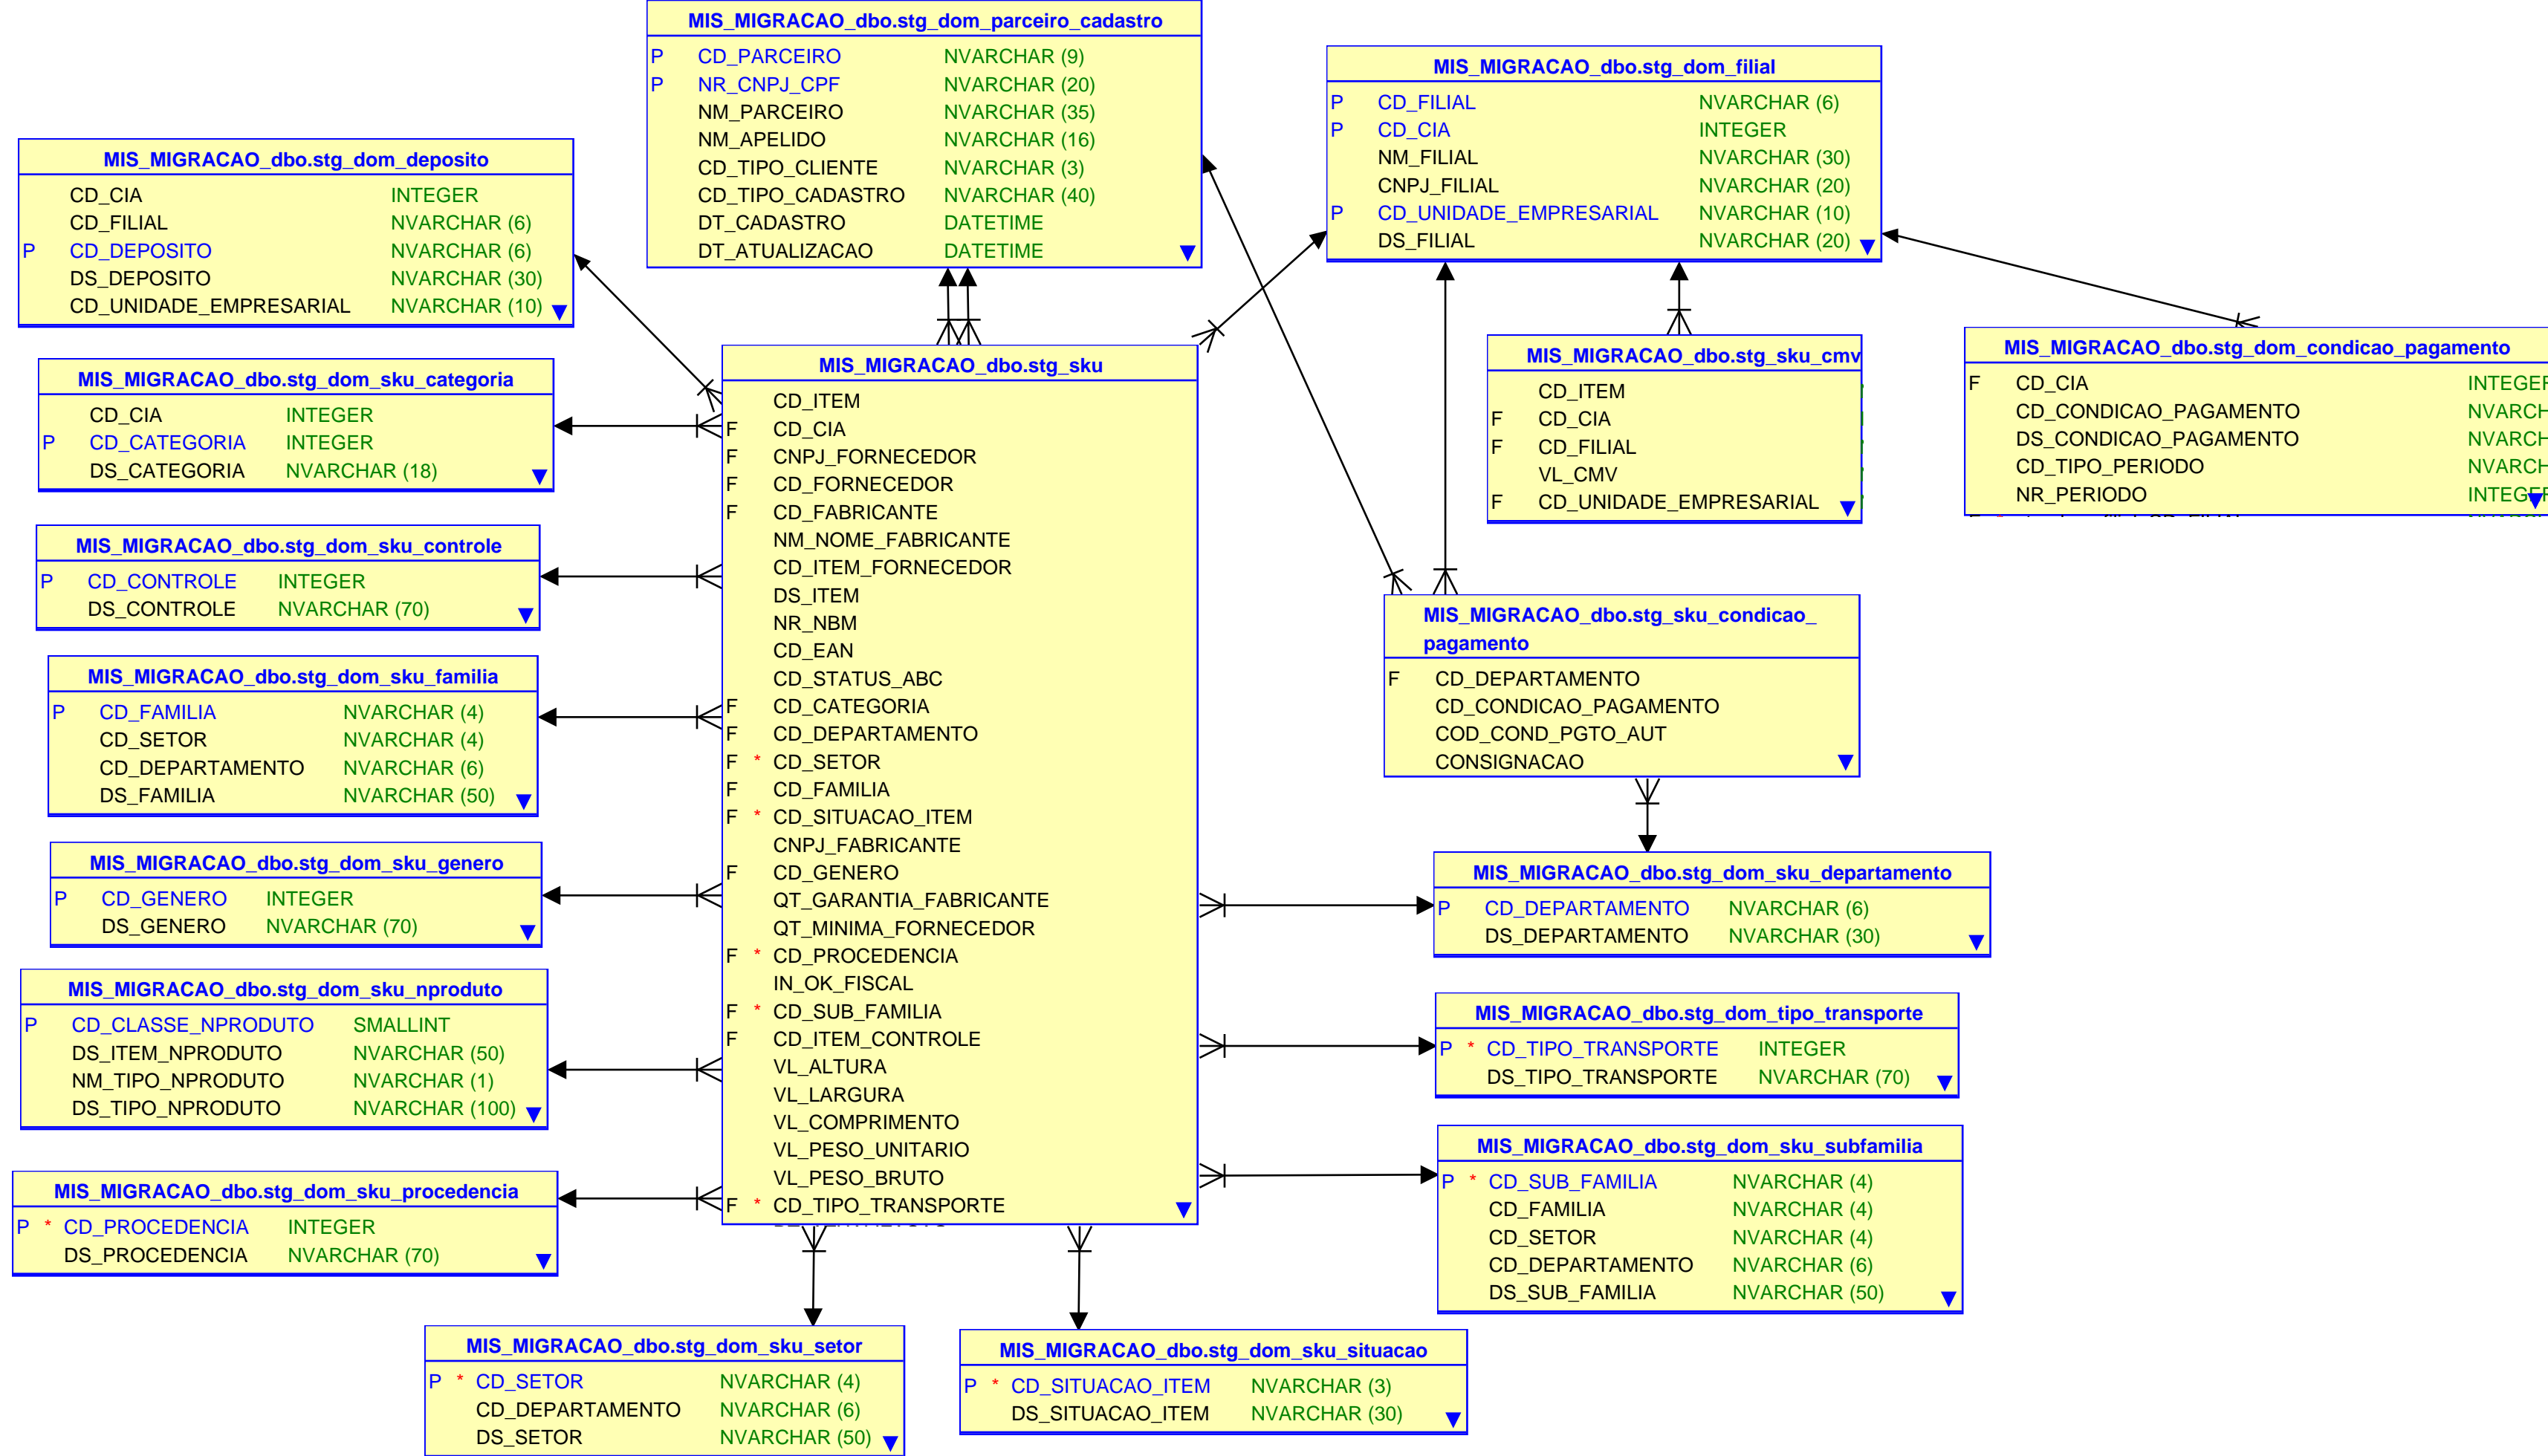 MIS_MIGRACAO_dbo.stg_dom_parceiro_cadastro
P CD_PARCEIRO NVARCHAR (9)
P NR_CNPJ_CPF NVARCHAR (20)
NM_PARCEIRO NVARCHAR (35)
NM_APELIDO NVARCHAR (16)
CD_TIPO_CLIENTE NVARCHAR (3)
CD_TIPO_CADASTRO NVARCHAR (40)
DT_CADASTRO DATETIME
DT_ATUALIZACAO DATETIME
MIS_MIGRACAO_dbo.stg_dom_filial
P CD_FILIAL NVARCHAR (6)
P CD_CIA INTEGER
NM_FILIAL NVARCHAR (30)
CNPJ_FILIAL NVARCHAR (20)
P CD_UNIDADE_EMPRESARIAL NVARCHAR (10)
DS_FILIAL NVARCHAR (20)
MIS_MIGRACAO_dbo.stg_dom_deposito
CD_CIA INTEGER
CD_FILIAL NVARCHAR (6)
P CD_DEPOSITO NVARCHAR (6)
DS_DEPOSITO NVARCHAR (30)
CD_UNIDADE_EMPRESARIAL NVARCHAR (10)
MIS_MIGRACAO_dbo.stg_dom_sku_categoria
CD_CIA INTEGER
P CD_CATEGORIA INTEGER
DS_CATEGORIA NVARCHAR (18)
MIS_MIGRACAO_dbo.stg_dom_sku_controle
P CD_CONTROLE INTEGER
DS_CONTROLE NVARCHAR (70)
MIS_MIGRACAO_dbo.stg_dom_sku_familia
P CD_FAMILIA NVARCHAR (4)
CD_SETOR NVARCHAR (4)
CD_DEPARTAMENTO NVARCHAR (6)
DS_FAMILIA NVARCHAR (50)
MIS_MIGRACAO_dbo.stg_dom_sku_genero
P CD_GENERO INTEGER
DS_GENERO NVARCHAR (70)
MIS_MIGRACAO_dbo.stg_dom_sku_nproduto
P CD_CLASSE_NPRODUTO SMALLINT
DS_ITEM_NPRODUTO NVARCHAR (50)
NM_TIPO_NPRODUTO NVARCHAR (1)
DS_TIPO_NPRODUTO NVARCHAR (100)
MIS_MIGRACAO_dbo.stg_dom_sku_procedencia
P * CD_PROCEDENCIA INTEGER
DS_PROCEDENCIA NVARCHAR (70)
MIS_MIGRACAO_dbo.stg_sku
CD_ITEM
F CD_CIA
F CNPJ_FORNECEDOR
F CD_FORNECEDOR
F CD_FABRICANTE
NM_NOME_FABRICANTE
CD_ITEM_FORNECEDOR
DS_ITEM
NR_NBM
CD_EAN
CD_STATUS_ABC
F CD_CATEGORIA
F CD_DEPARTAMENTO
F * CD_SETOR
F CD_FAMILIA
F * CD_SITUACAO_ITEM
CNPJ_FABRICANTE
F CD_GENERO
QT_GARANTIA_FABRICANTE
QT_MINIMA_FORNECEDOR
F * CD_PROCEDENCIA
IN_OK_FISCAL
F * CD_SUB_FAMILIA
F CD_ITEM_CONTROLE
VL_ALTURA
VL_LARGURA
VL_COMPRIMENTO
VL_PESO_UNITARIO
VL_PESO_BRUTO
F * CD_TIPO_TRANSPORTE
MIS_MIGRACAO_dbo.stg_sku_cmv
CD_ITEM
F CD_CIA
F CD_FILIAL
VL_CMV
F CD_UNIDADE_EMPRESARIAL
MIS_MIGRACAO_dbo.stg_dom_condicao_pagamento
F CD_CIA INTEGER
CD_CONDICAO_PAGAMENTO NVARCH
DS_CONDICAO_PAGAMENTO NVARCH
CD_TIPO_PERIODO NVARCH
NR_PERIODO INTEGER
MIS_MIGRACAO_dbo.stg_sku_condicao_
pagamento
F CD_DEPARTAMENTO
CD_CONDICAO_PAGAMENTO
COD_COND_PGTO_AUT
CONSIGNACAO
MIS_MIGRACAO_dbo.stg_dom_sku_departamento
P CD_DEPARTAMENTO NVARCHAR (6)
DS_DEPARTAMENTO NVARCHAR (30)
MIS_MIGRACAO_dbo.stg_dom_tipo_transporte
P * CD_TIPO_TRANSPORTE INTEGER
DS_TIPO_TRANSPORTE NVARCHAR (70)
MIS_MIGRACAO_dbo.stg_dom_sku_subfamilia
P * CD_SUB_FAMILIA NVARCHAR (4)
CD_FAMILIA NVARCHAR (4)
CD_SETOR NVARCHAR (4)
CD_DEPARTAMENTO NVARCHAR (6)
DS_SUB_FAMILIA NVARCHAR (50)
MIS_MIGRACAO_dbo.stg_dom_sku_setor
P * CD_SETOR NVARCHAR (4)
CD_DEPARTAMENTO NVARCHAR (6)
DS_SETOR NVARCHAR (50)
MIS_MIGRACAO_dbo.stg_dom_sku_situacao
P * CD_SITUACAO_ITEM NVARCHAR (3)
DS_SITUACAO_ITEM NVARCHAR (30)